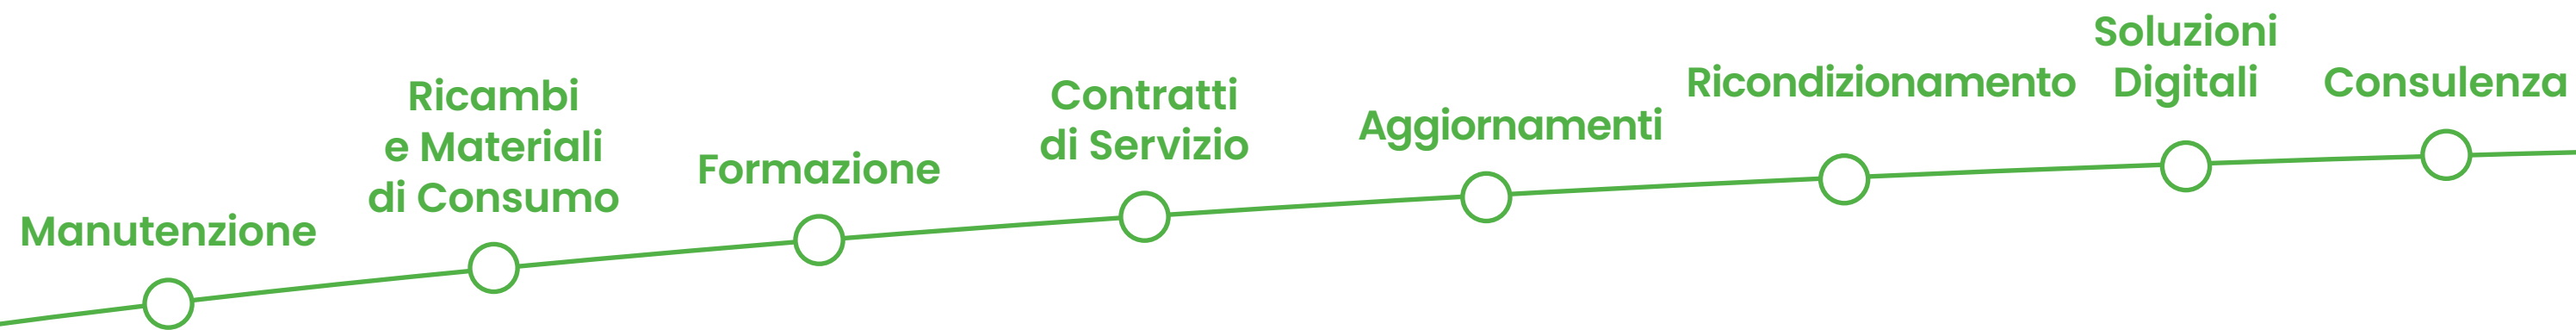 Manutenzione
Ricambi
e Materiali
di Consumo
Formazione
Contratti
di Servizio
Aggiornamenti
Ricondizionamento
Soluzioni
Digitali
Consulenza